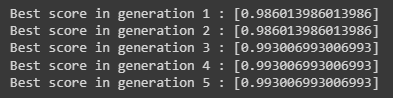 Best score in generation 1 : [0.986013986013986]
Best score in generation 2 : [0.986013986013986]
Best score in generation 3 : [0.993006993006993]
Best score in generation 4 : [0.993006993006993]
Best score in generation 5 : [0.993006993006993]